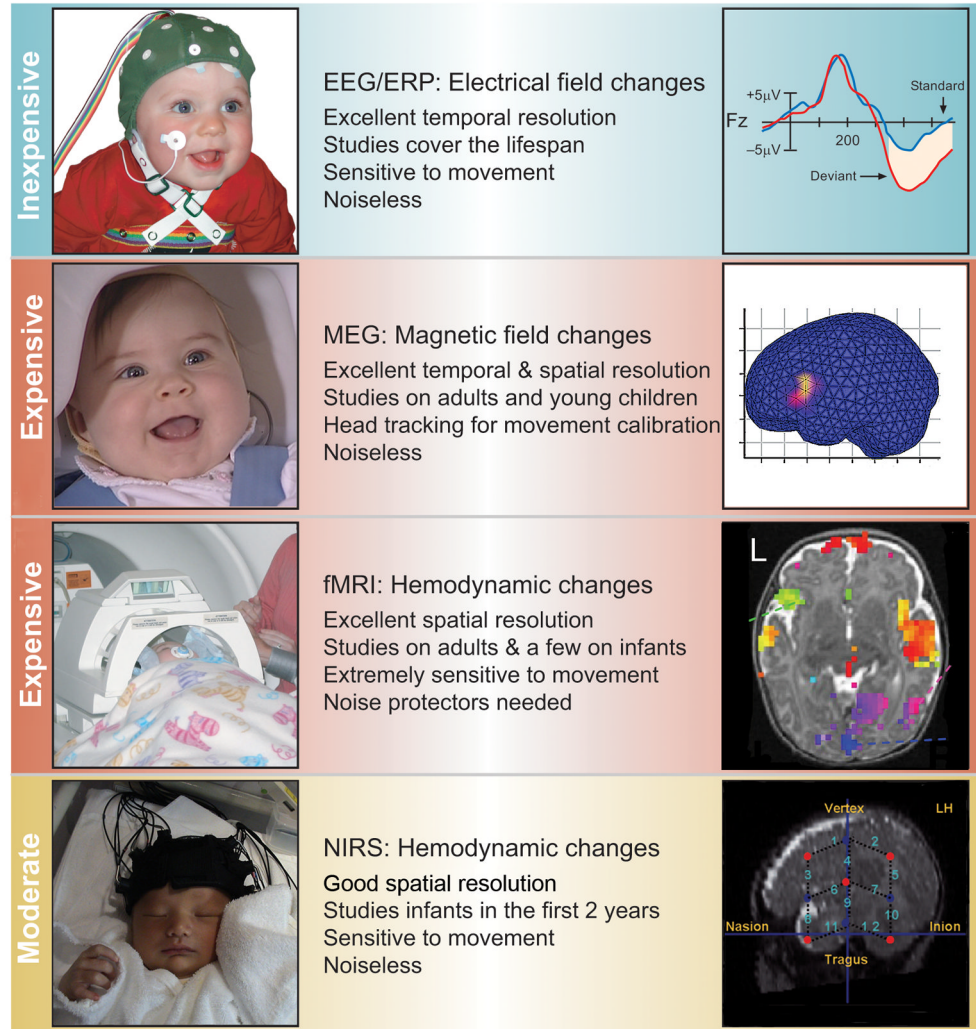 Inexpensive
EEG/ERP: Electrical field changes
Excellent temporal resolution
Studies cover the lifespan
Sensitive to movement
Noiseless
+5μV
Fz
–5μV
200
Standard
Deviant
Expensive
MEG: Magnetic field changes
Excellent temporal & spatial resolution
Studies on adults and young children
Head tracking for movement calibration
Noiseless
Expensive
fMRI: Hemodynamic changes
Excellent spatial resolution
Studies on adults & a few on infants
Extremely sensitive to movement
Noise protectors needed
L
Moderate
NIRS: Hemodynamic changes
Good spatial resolution
Studies infants in the first 2 years
Sensitive to movement
Noiseless
Vertex LH
1 2
4
3 5
6 7
9
8 10
11 12
Nasion Inion
Tragus